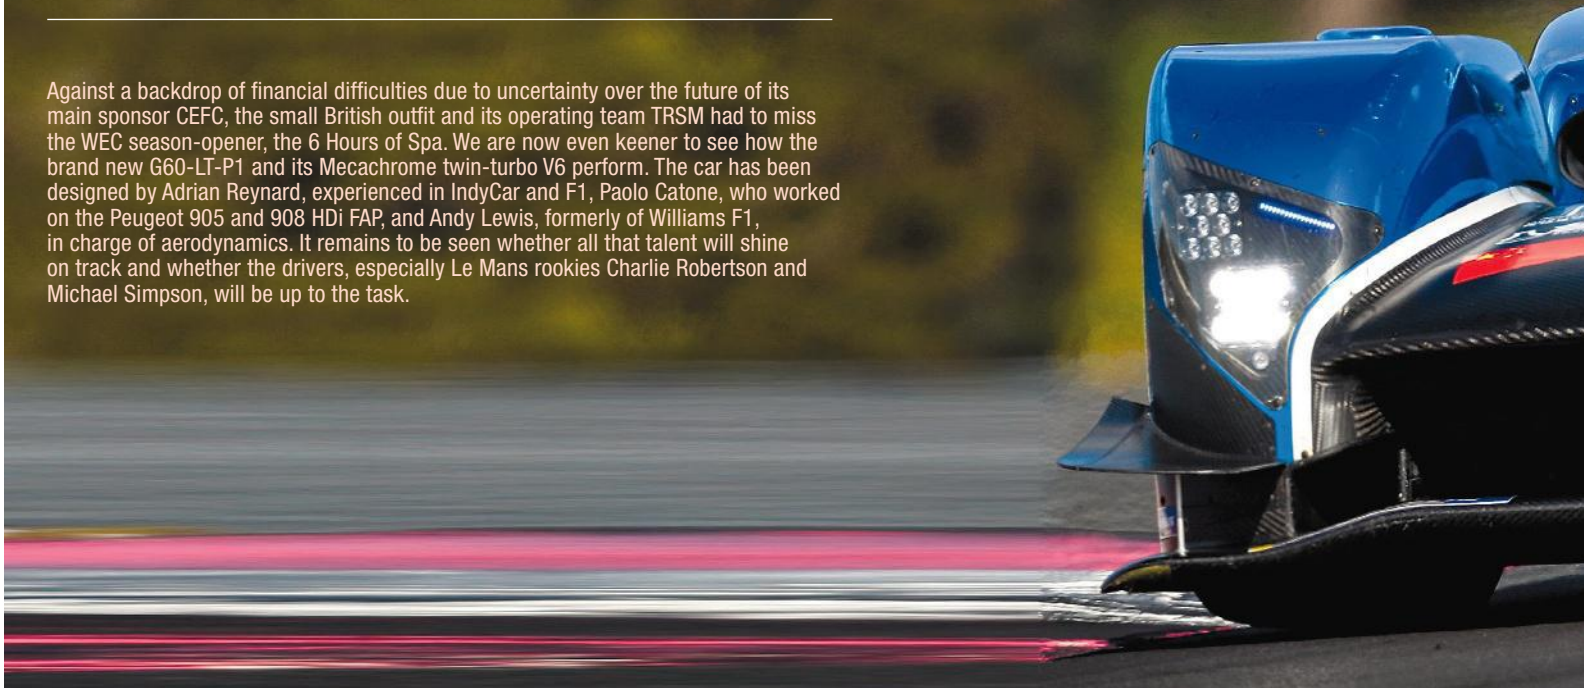 Against a backdrop of financial difficulties due to uncertainty over the future of its
main sponsor CEFC, the small British outfit and its operating team TRSM had to miss
the WEC season-opener, the 6 Hours of Spa. We are now even keener to see how the
brand new G60-LT-P1 and its Mecachrome twin-turbo V6 perform. The car has been
designed by Adrian Reynard, experienced in IndyCar and F1, Paolo Catone, who worked
on the Peugeot 905 and 908 HDi FAP, and Andy Lewis, formerly of Williams F1,
in charge of aerodynamics. It remains to be seen whether all that talent will shine
on track and whether the drivers, especially Le Mans rookies Charlie Robertson and
Michael Simpson, will be up to the task.